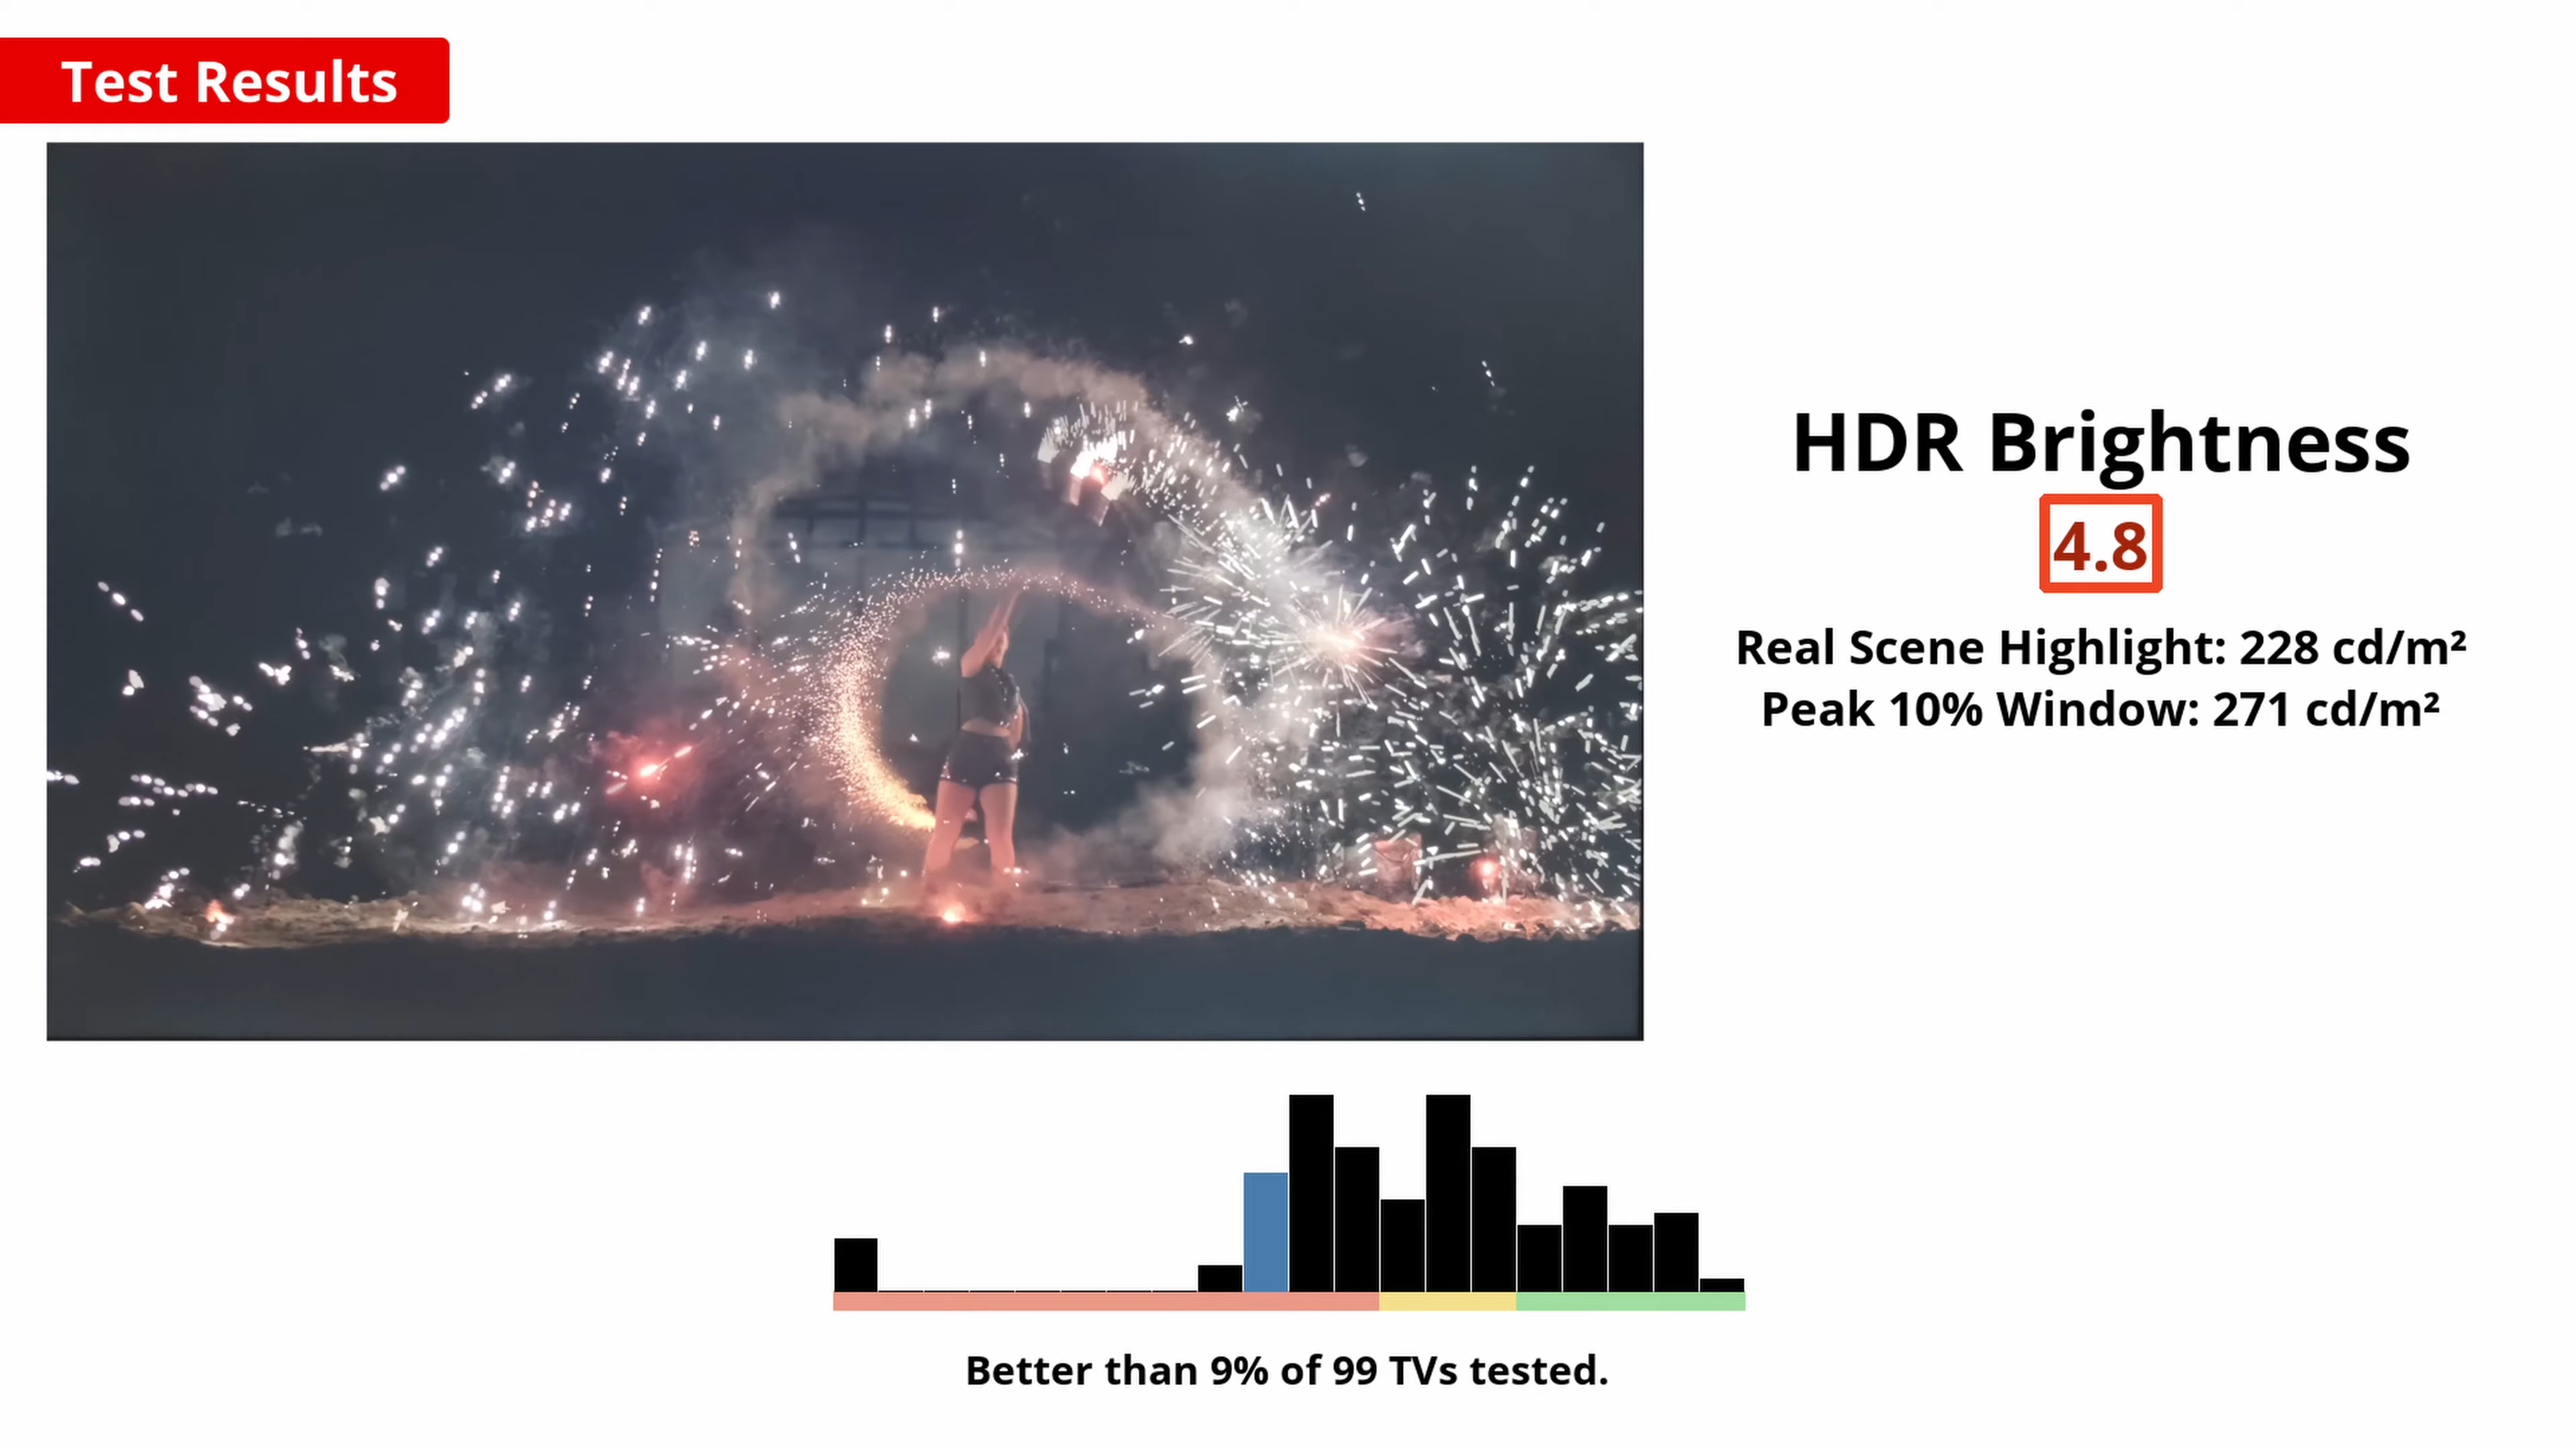 Test Results
HDR Brightness
4.8
Real Scene Highlight: 228 cd/m²
Peak 10% Window: 271 cd/m²
Better than 9% of 99 TVs tested.